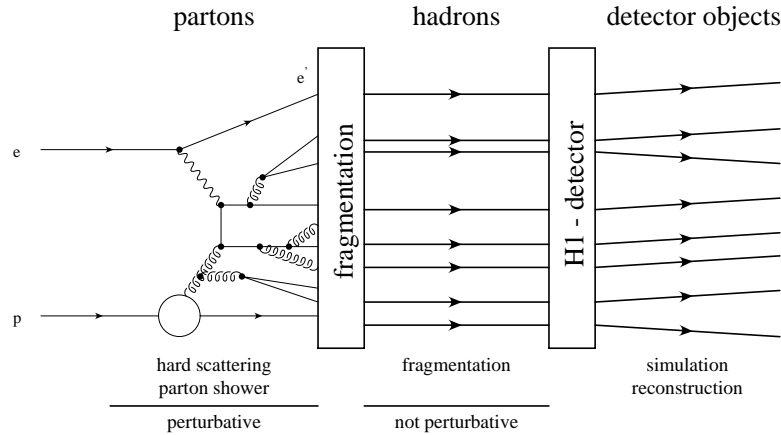 partons
hadrons
detector objects
e'
e
p
fragmentation
H1 - detector
hard scattering
parton shower
fragmentation
simulation
reconstruction
perturbative
not perturbative